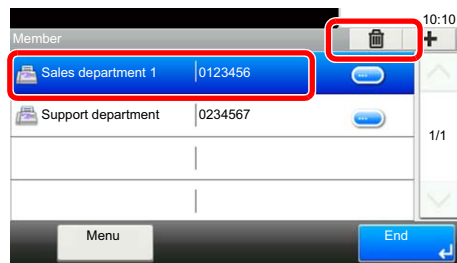 10:10
Member
Sales department 1 0123456
Support department 0234567
1/1
Menu End